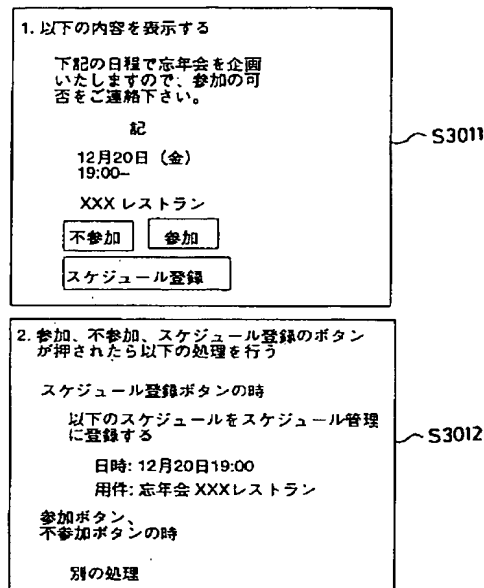 1. 以下の内容を表示する
下記の日程で忘年会を企画
いたしますので、参加の可
否をご連絡下さい。
記
12月20日（金）
19:00–
XXX レストラン
不参加 参加
スケジュール登録
S3011
2. 参加、不参加、スケジュール登録のボタン
が押されたら以下の処理を行う
スケジュール登録ボタンの時
以下のスケジュールをスケジュール管理
に登録する
日時: 12月20日19:00
用件: 忘年会 XXXレストラン
S3012
参加ボタン、
不参加ボタンの時
別の処理